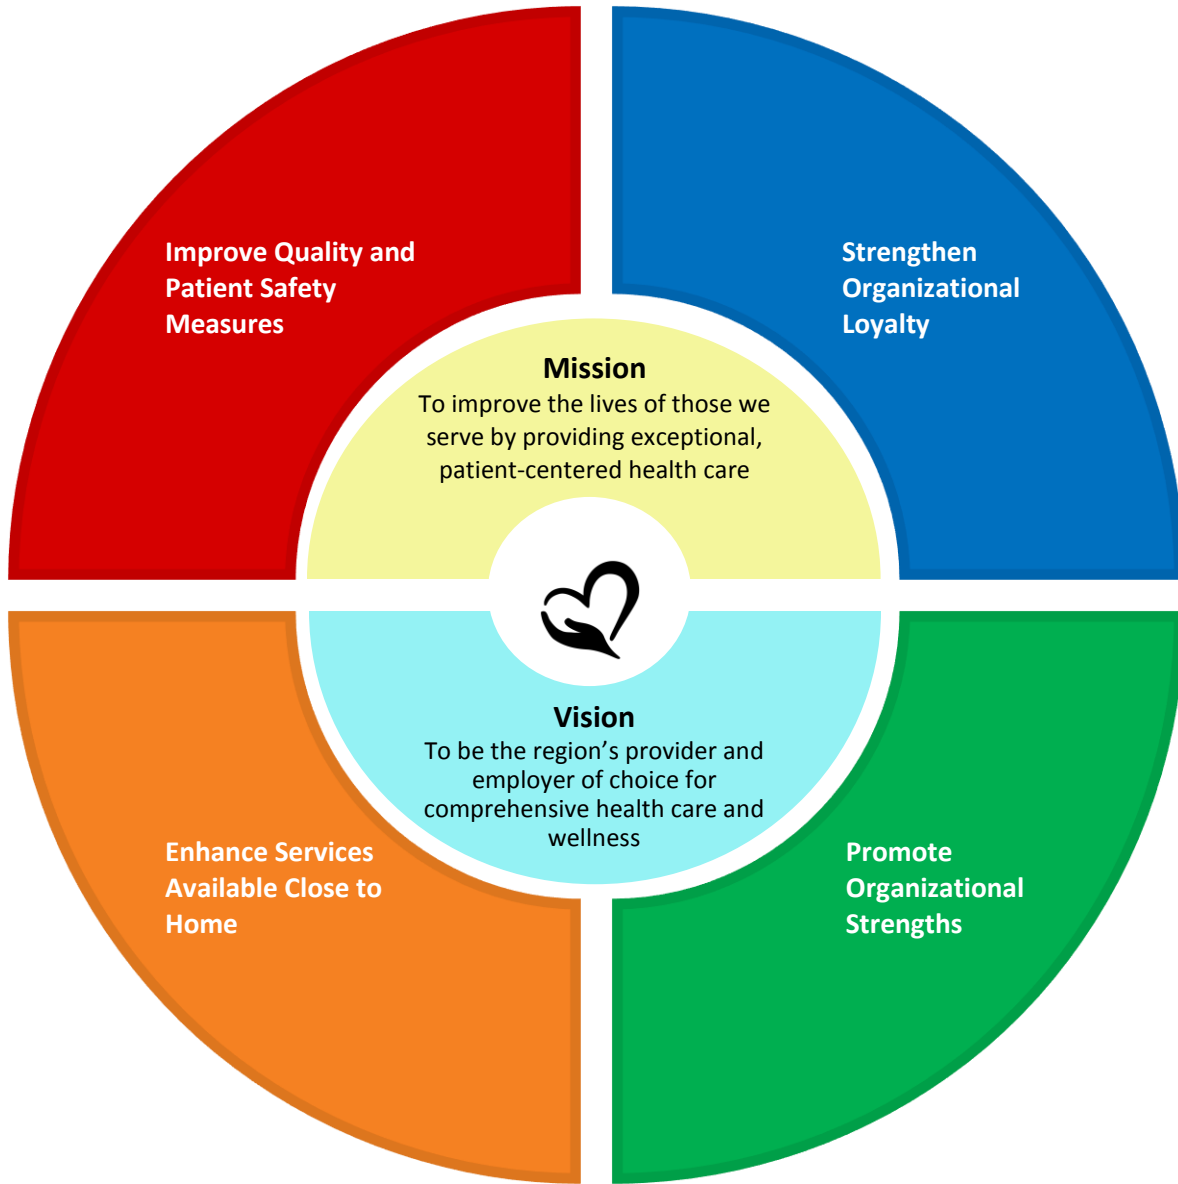 Improve Quality and
Patient Safety
Measures
Strengthen
Organizational
Loyalty
Mission
To improve the lives of those we
serve by providing exceptional,
patient-centered health care
Vision
To be the region’s provider and
employer of choice for
comprehensive health care and
wellness
Enhance Services
Available Close to
Home
Promote
Organizational
Strengths